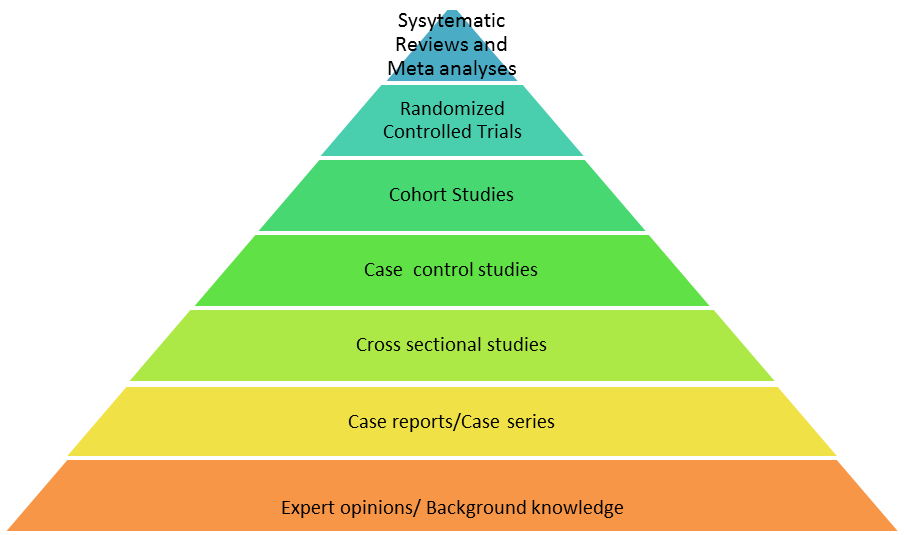 Sysytematic
Reviews and
Meta analyses
Randomized
Controlled Trials
Cohort Studies
Case  control studies
Cross sectional studies
Case reports/Case series
Expert opinions/ Background knowledge